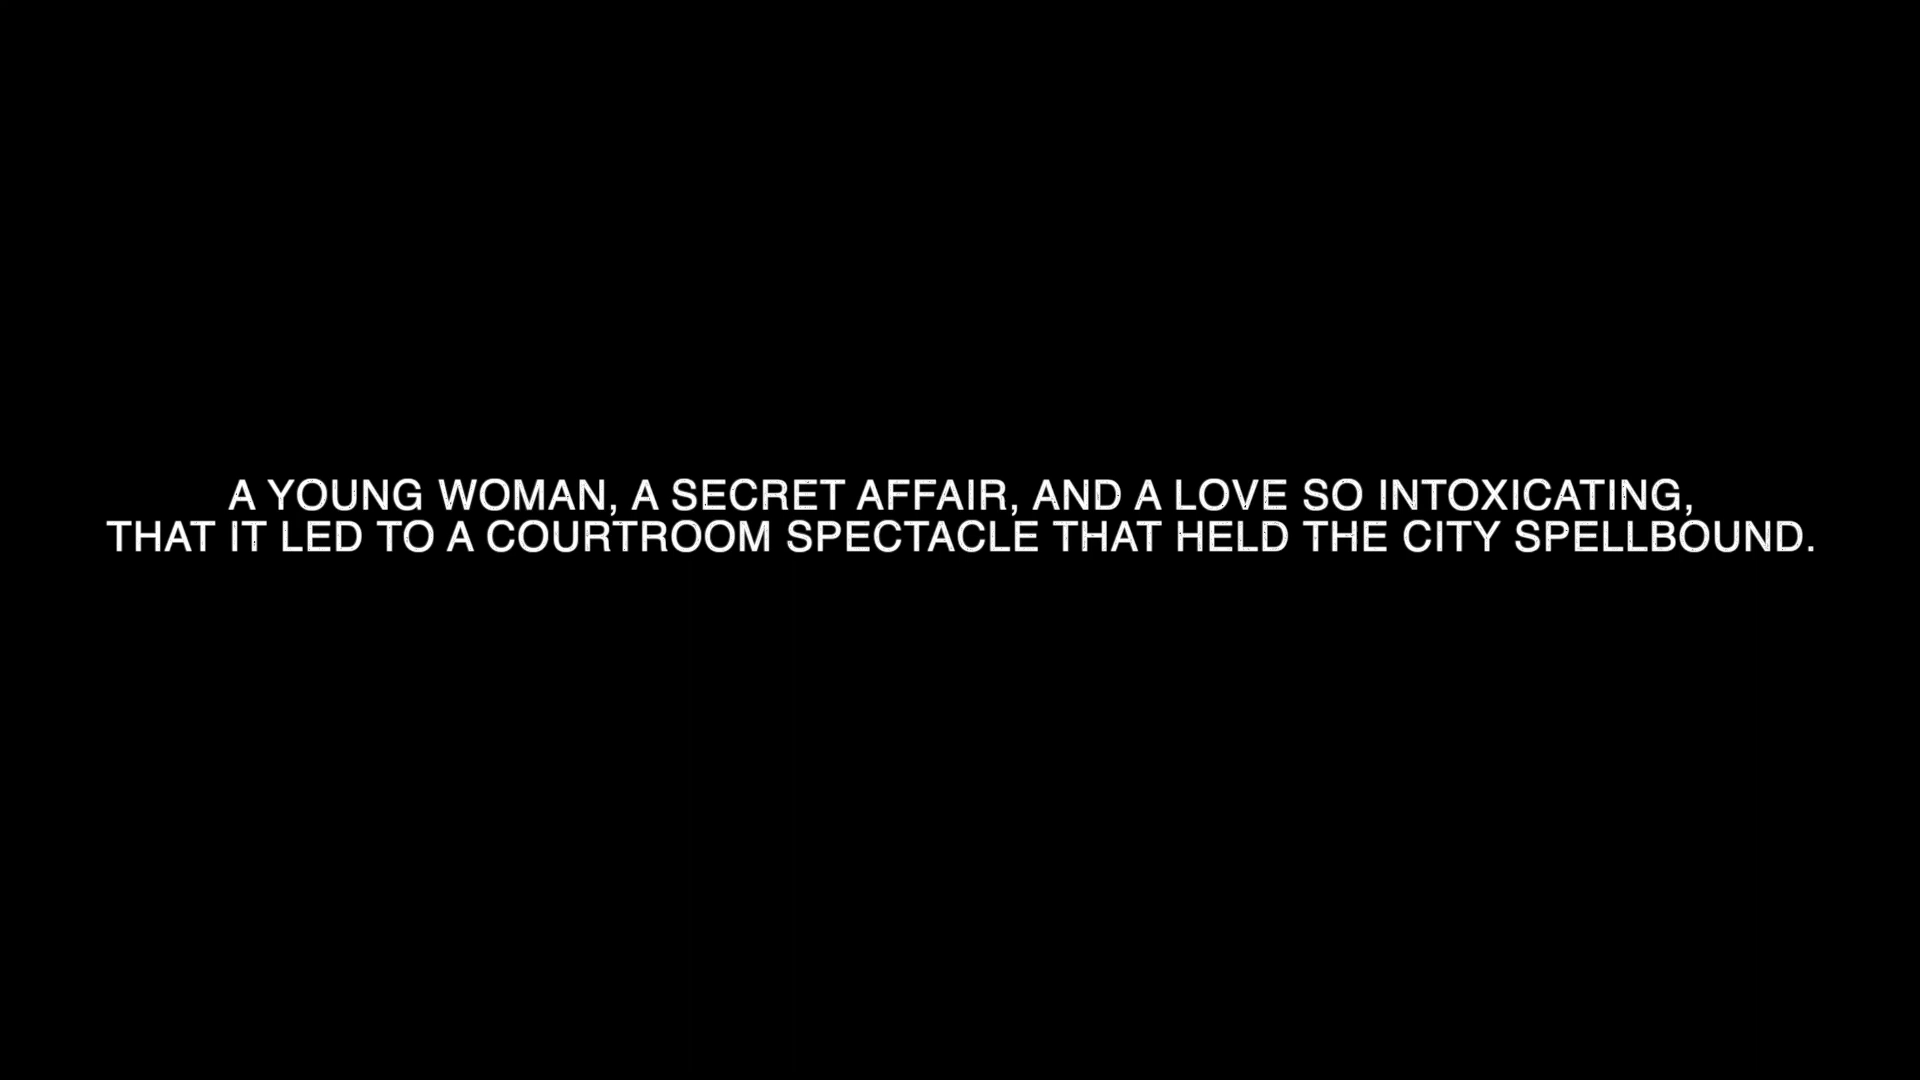 A YOUNG WOMAN, A SECRET AFFAIR, AND A LOVE SO INTOXICATING,
THAT IT LED TO A COURTROOM SPECTACLE THAT HELD THE CITY SPELLBOUND.